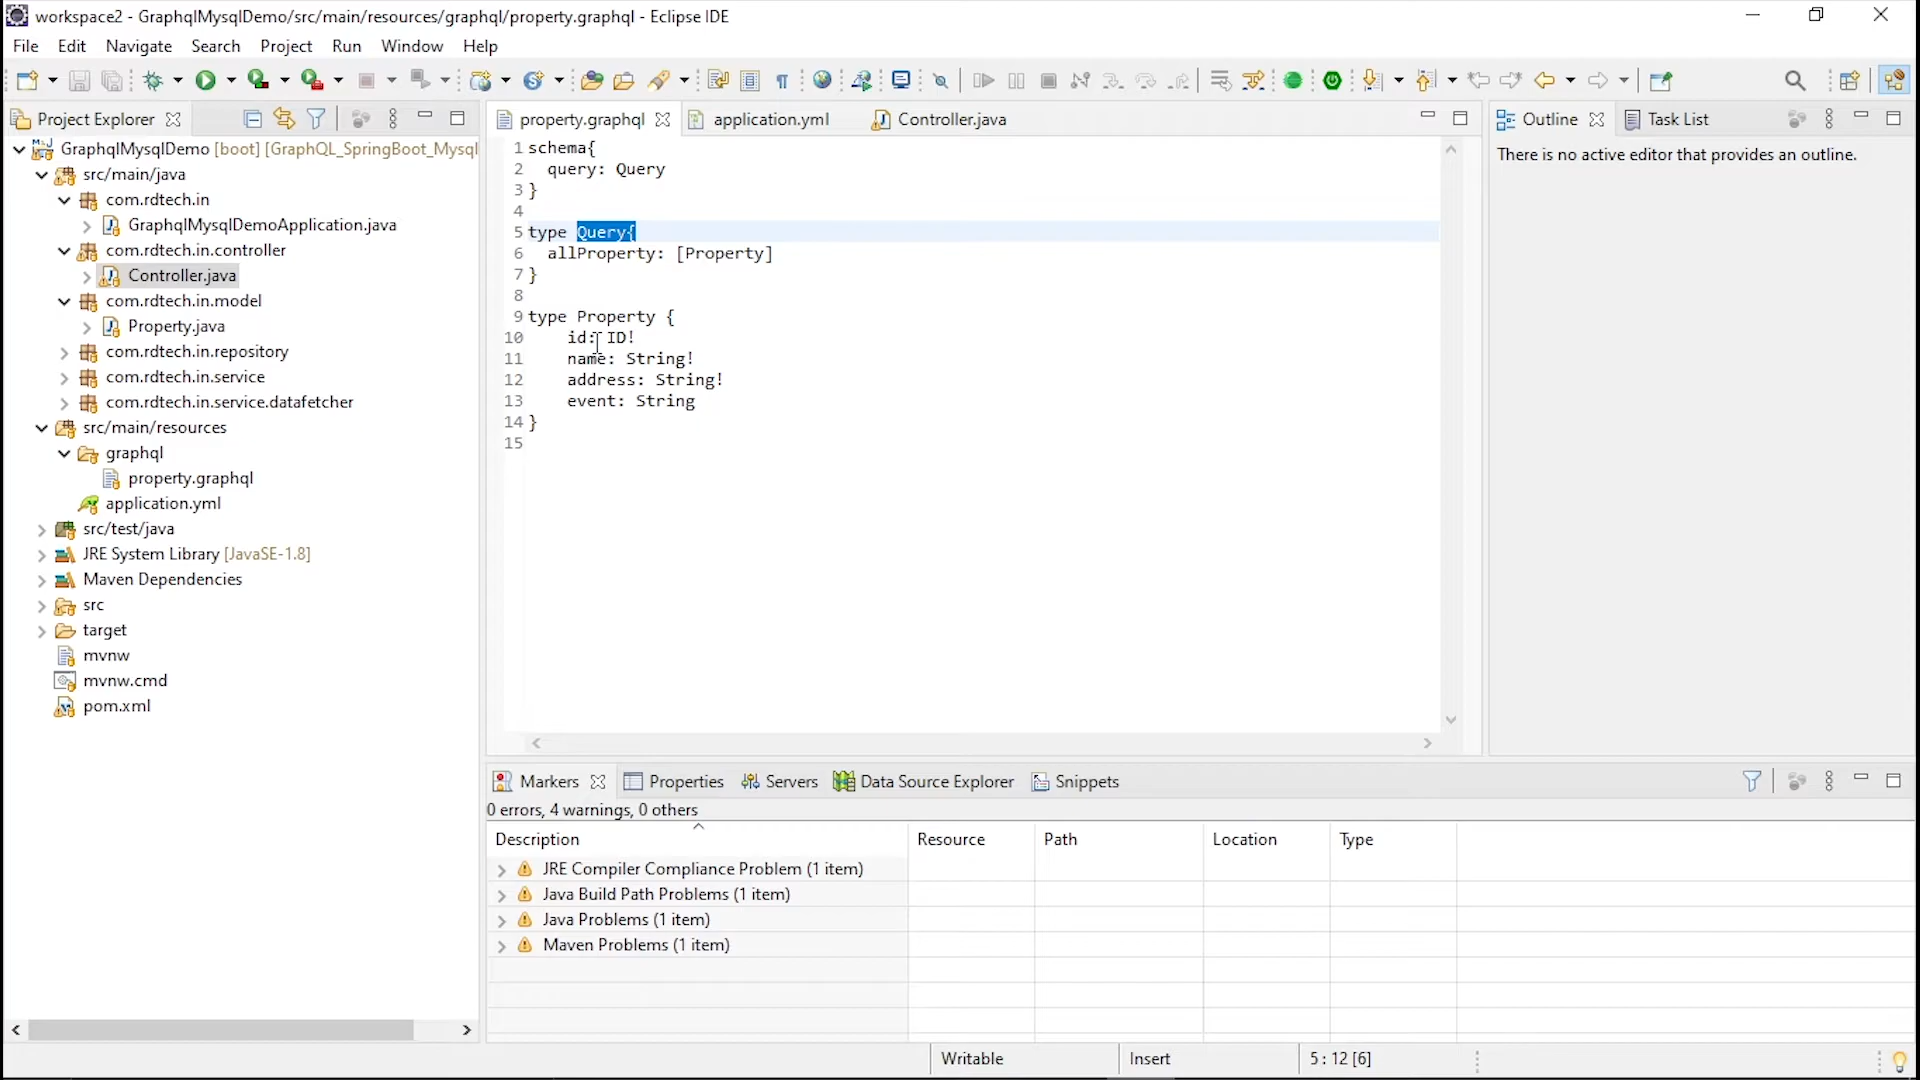 workspace2 - GraphqlMysqlDemo/src/main/resources/graphql/property.graphql - Eclipse IDE
File Edit Navigate Search Project Run Window Help
Project Explorer
GraphqlMysqlDemo [boot] [GraphQL_SpringBoot_Mysql
src/main/java
com.rdtech.in
GraphqlMysqlDemoApplication.java
com.rdtech.in.controller
Controller.java
com.rdtech.in.model
Property.java
com.rdtech.in.repository
com.rdtech.in.service
com.rdtech.in.service.datafetcher
src/main/resources
graphql
property.graphql
application.yml
src/test/java
JRE System Library [JavaSE-1.8]
Maven Dependencies
src
target
mvnw
mvnw.cmd
pom.xml
property.graphql application.yml Controller.java
1 schema{
2 query: Query
3 }
4
5 type Query{
6 allProperty: [Property]
7 }
8
9 type Property {
10 id: ID!
11 name: String!
12 address: String!
13 event: String
14 }
15
Outline Task List
There is no active editor that provides an outline.
Markers Properties Servers Data Source Explorer Snippets
0 errors, 4 warnings, 0 others
Description Resource Path Location Type
JRE Compiler Compliance Problem (1 item)
Java Build Path Problems (1 item)
Java Problems (1 item)
Maven Problems (1 item)
Writable Insert 5 : 12 [6]